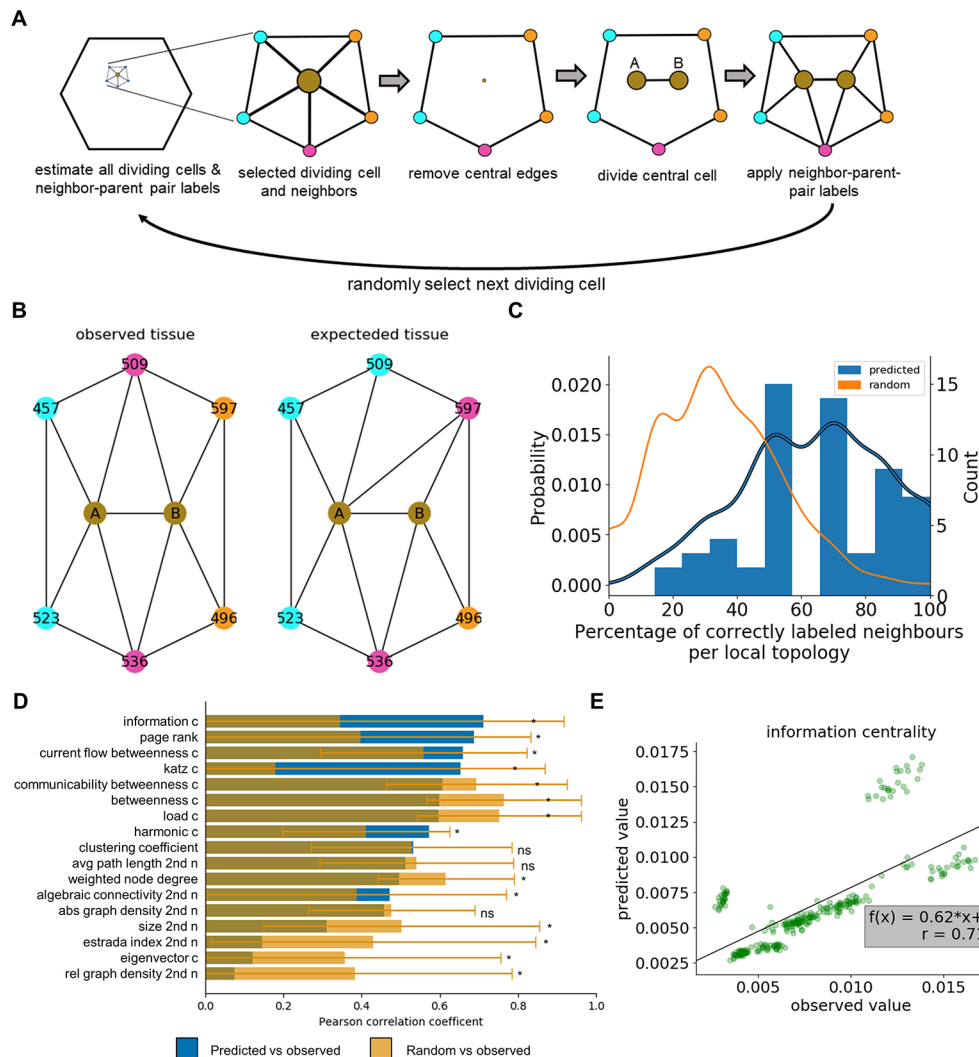 A
A B
estimate all dividing cells &
neighbor-parent pair labels
selected dividing cell
and neighbors
remove central edges
divide central cell
apply neighbor-parent-
pair labels
randomly select next dividing cell
B
observed tissue
509
457
597
A
B
523
496
536
expecteded tissue
509
457
597
A
B
523
496
536
C
predicted
random
0.020
0.015
0.010
0.005
0.000
Probability
15
10
5
0
Count
0 20 40 60 80 100
Percentage of correctly labeled neighbours
per local topology
D
information c *
page rank *
current flow betweenness c *
katz c *
communicability betweenness c *
betweenness c *
load c *
harmonic c *
clustering coefficient ns
avg path length 2nd n ns
weighted node degree *
algebraic connectivity 2nd n *
abs graph density 2nd n ns
size 2nd n *
estrada index 2nd n *
eigenvector c *
rel graph density 2nd n *
0.0 0.2 0.4 0.6 0.8 1.0
Pearson correlation coefficent
Predicted vs observed
Random vs observed
E
information centrality
0.0175
0.0150
0.0125
0.0100
0.0075
0.0050
0.0025
predicted value
f(x) = 0.62*x+
0.005 0.010 0.015
observed value